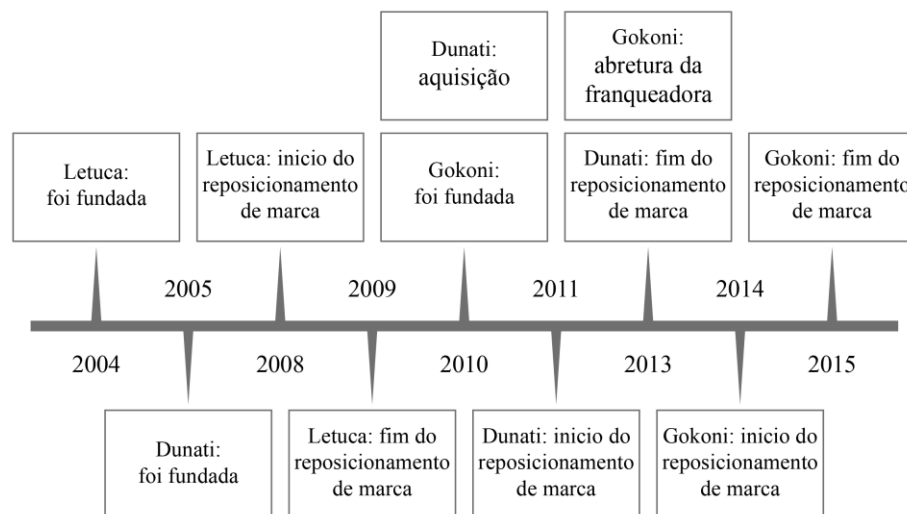 Dunati:
aquisição
Gokoni:
abretura da
franqueadora
Letuca:
foi fundada
Letuca: inicio do
reposicionamento
de marca
Gokoni:
foi fundada
Dunati: fim do
reposicionamento
de marca
Gokoni: fim do
reposicionamento
de marca
2005
2009
2011
2014
2004
2008
2010
2013
2015
Dunati:
foi fundada
Letuca: fim do
reposicionamento
de marca
Dunati: inicio do
reposicionamento
de marca
Gokoni: inicio do
reposicionamento
de marca